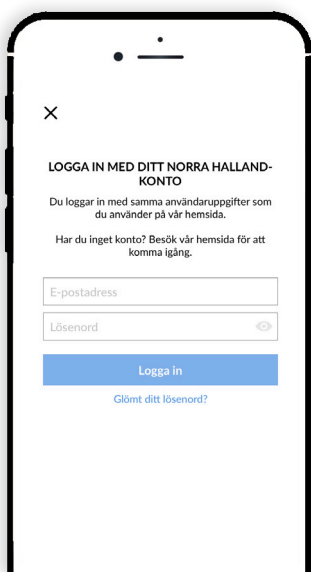 LOGGA IN MED DITT NORRA HALLAND-
KONTO
Du loggar in med samma användaruppgifter som
du använder på vår hemsida.
Har du inget konto? Besök vår hemsida för att
komma igång.
E-postadress
Lösenord
Logga in
Glömt ditt lösenord?